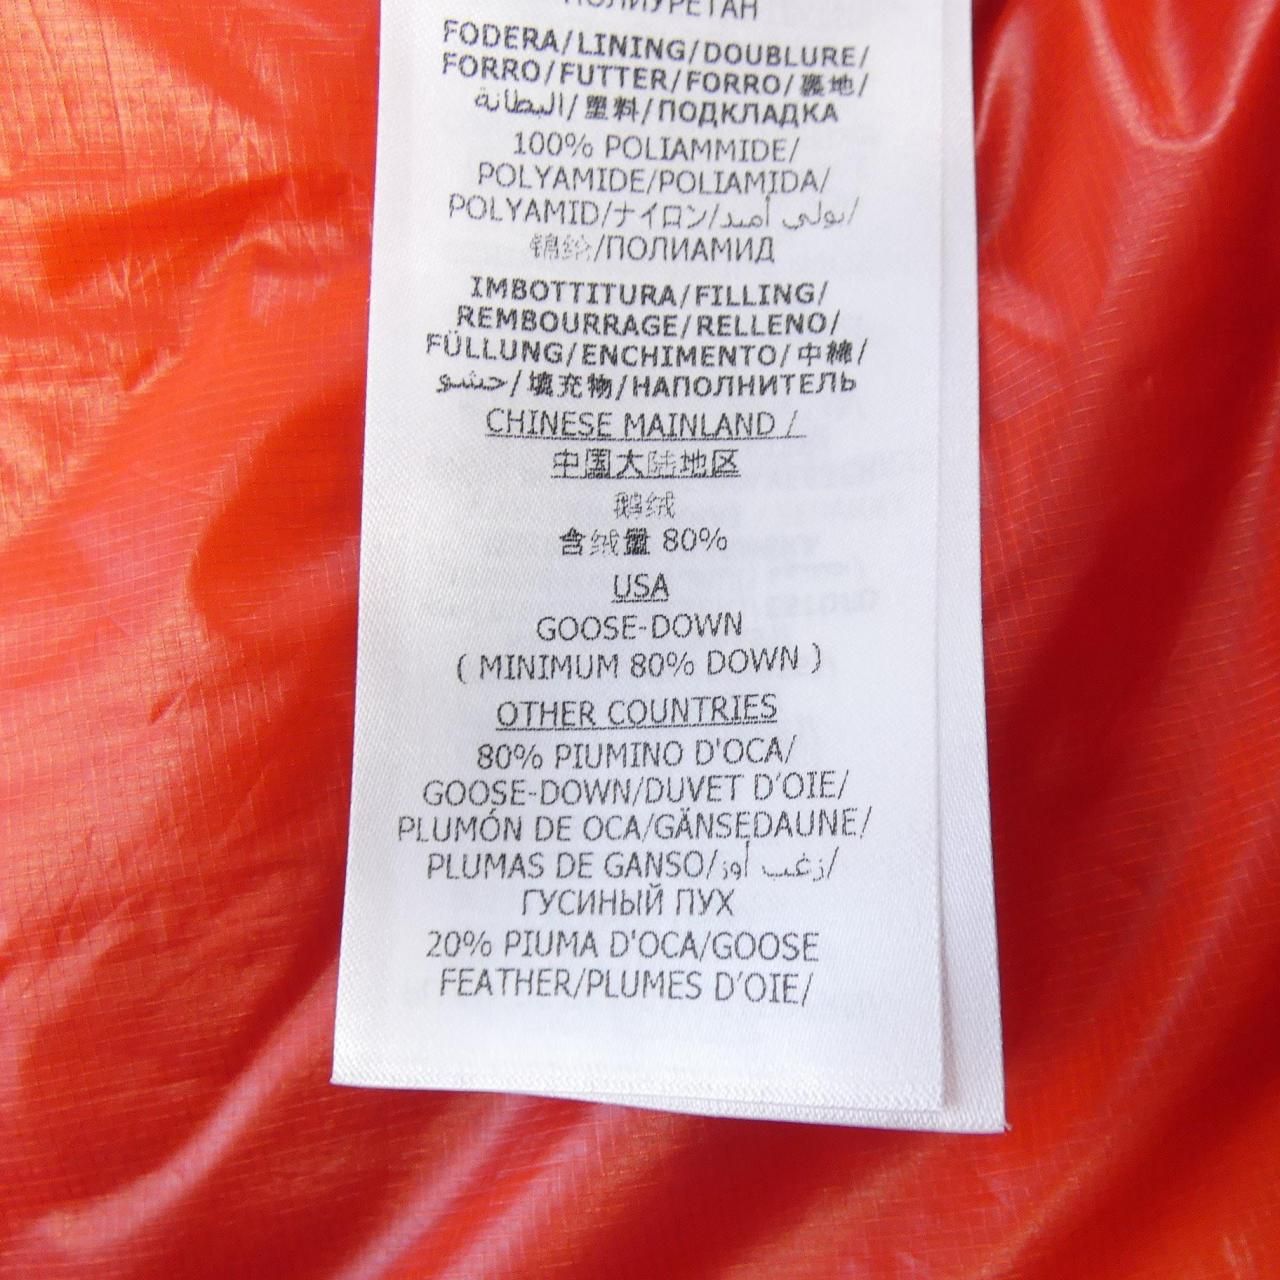 ПОЛИУРЕТАН
FODERA/LINING/DOUBLURE/
FORRO/FUTTER/FORRO/裏地/
البطانة/塑料/ПОДКЛАДКА
100% POLIAMMIDE/
POLYAMIDE/POLIAMIDA/
POLYAMID/ナイロン/بولي أميد/
锦纶/ПОЛИАМИД
IMBOTTITURA/FILLING/
REMBOURRAGE/RELLENO/
FÜLLUNG/ENCHIMENTO/中綿/
حشو/填充物/НАПОЛНИТЕЛЬ
CHINESE MAINLAND /
中国大陆地区
鹅绒
含绒量 80%
USA
GOOSE-DOWN
( MINIMUM 80% DOWN )
OTHER COUNTRIES
80% PIUMINO D'OCA/
GOOSE-DOWN/DUVET D'OIE/
PLUMÓN DE OCA/GÄNSEDAUNE/
PLUMAS DE GANSO/زغب أوز/
ГУСИНЫЙ ПУХ
20% PIUMA D'OCA/GOOSE
FEATHER/PLUMES D'OIE/